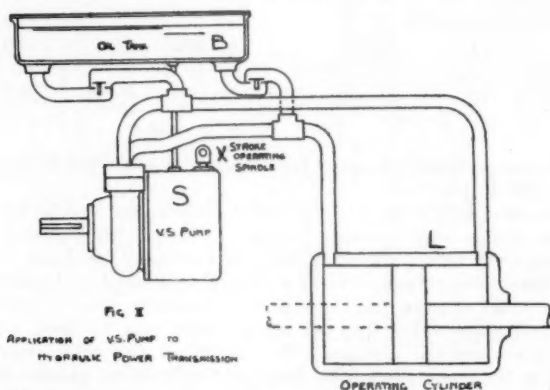 OIL TANK
B
X STROKE
OPERATING
SPINDLE
S
V.S. PUMP
L
FIG. II
APPLICATION OF V.S. PUMP TO
HYDRAULIC POWER TRANSMISSION
OPERATING CYLINDER